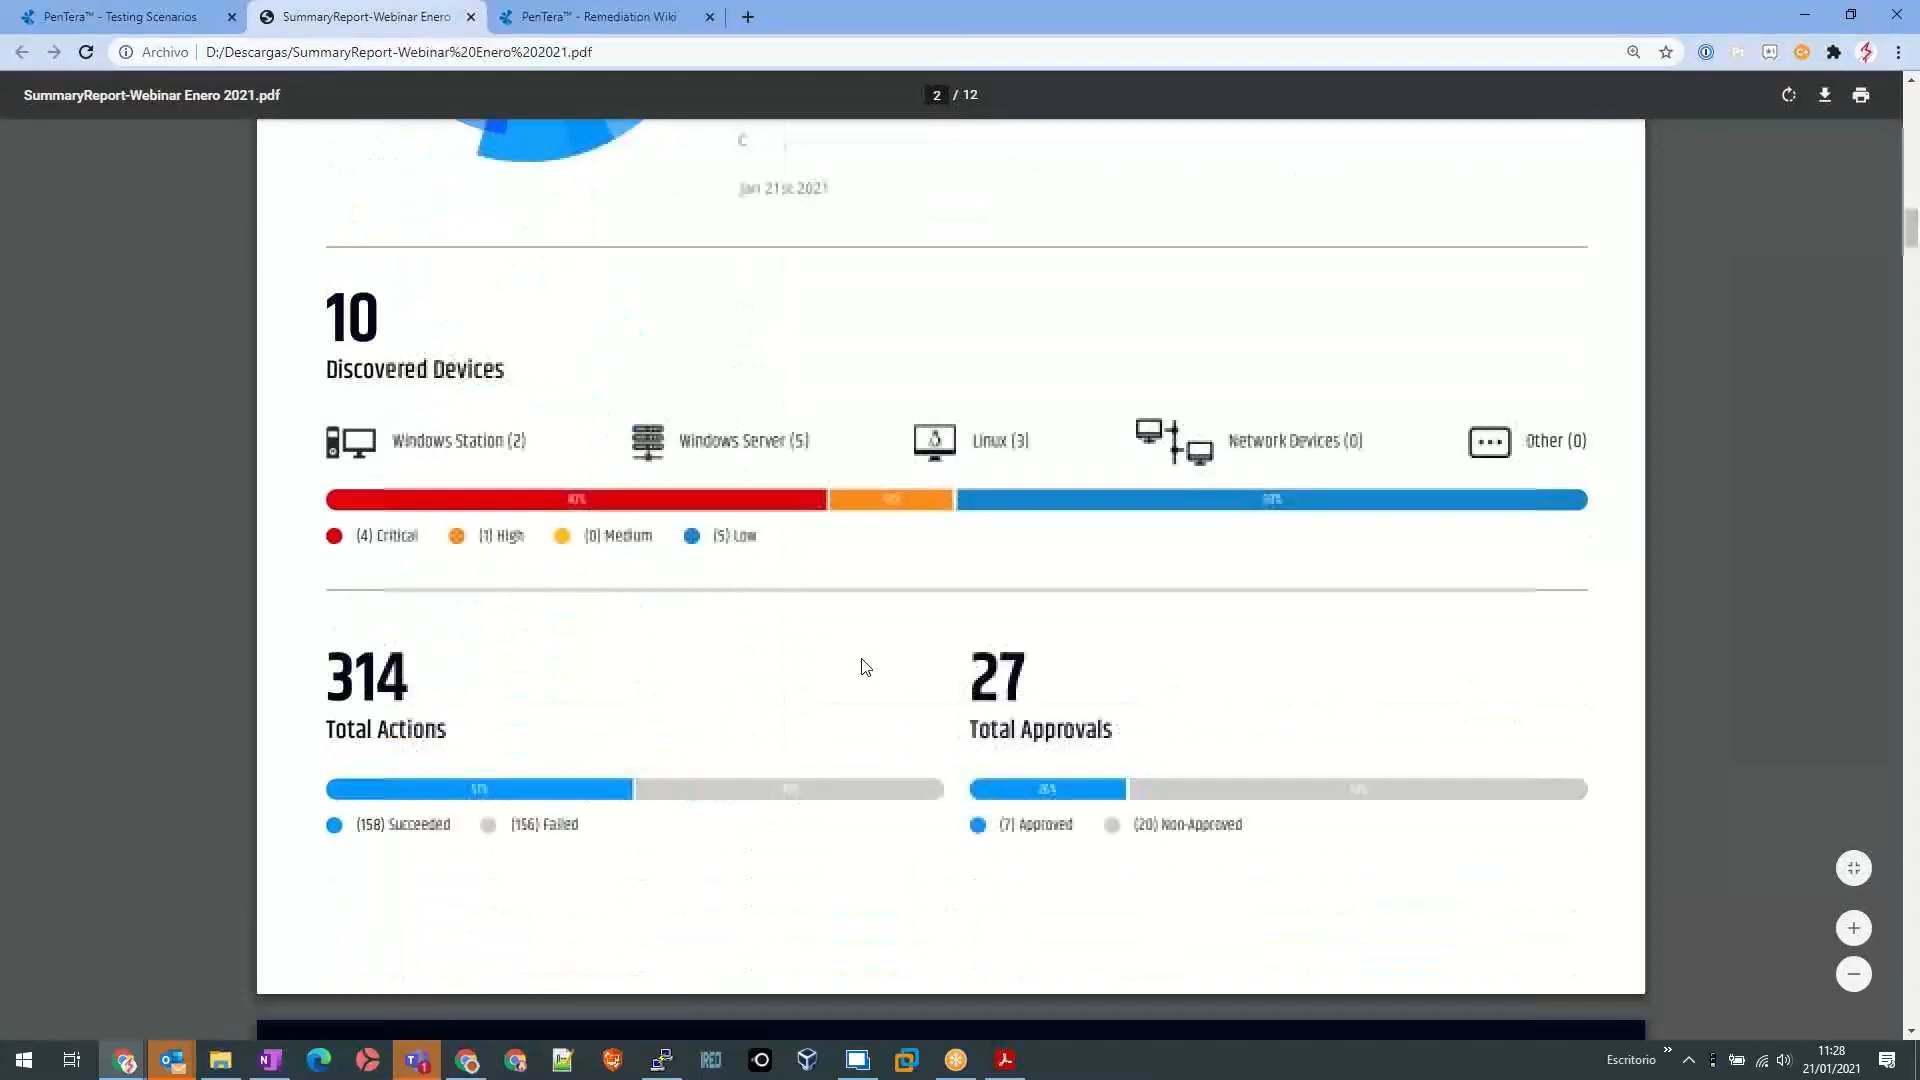 PenTera™ - Testing Scenarios
SummaryReport-Webinar Enero
PenTera™ - Remediation Wiki
Archivo
D:/Descargas/SummaryReport-Webinar%20Enero%202021.pdf
SummaryReport-Webinar Enero 2021.pdf
2 / 12
C
Jan 21st 2021
10
Discovered Devices
Windows Station (2)
Windows Server (5)
Linux (3)
Network Devices (0)
Other (0)
(4) Critical
(1) High
(0) Medium
(5) Low
314
Total Actions
27
Total Approvals
51%
26%
(158) Succeeded
(156) Failed
(7) Approved
(20) Non-Approved
IREO
Escritorio
11:28
21/01/2021